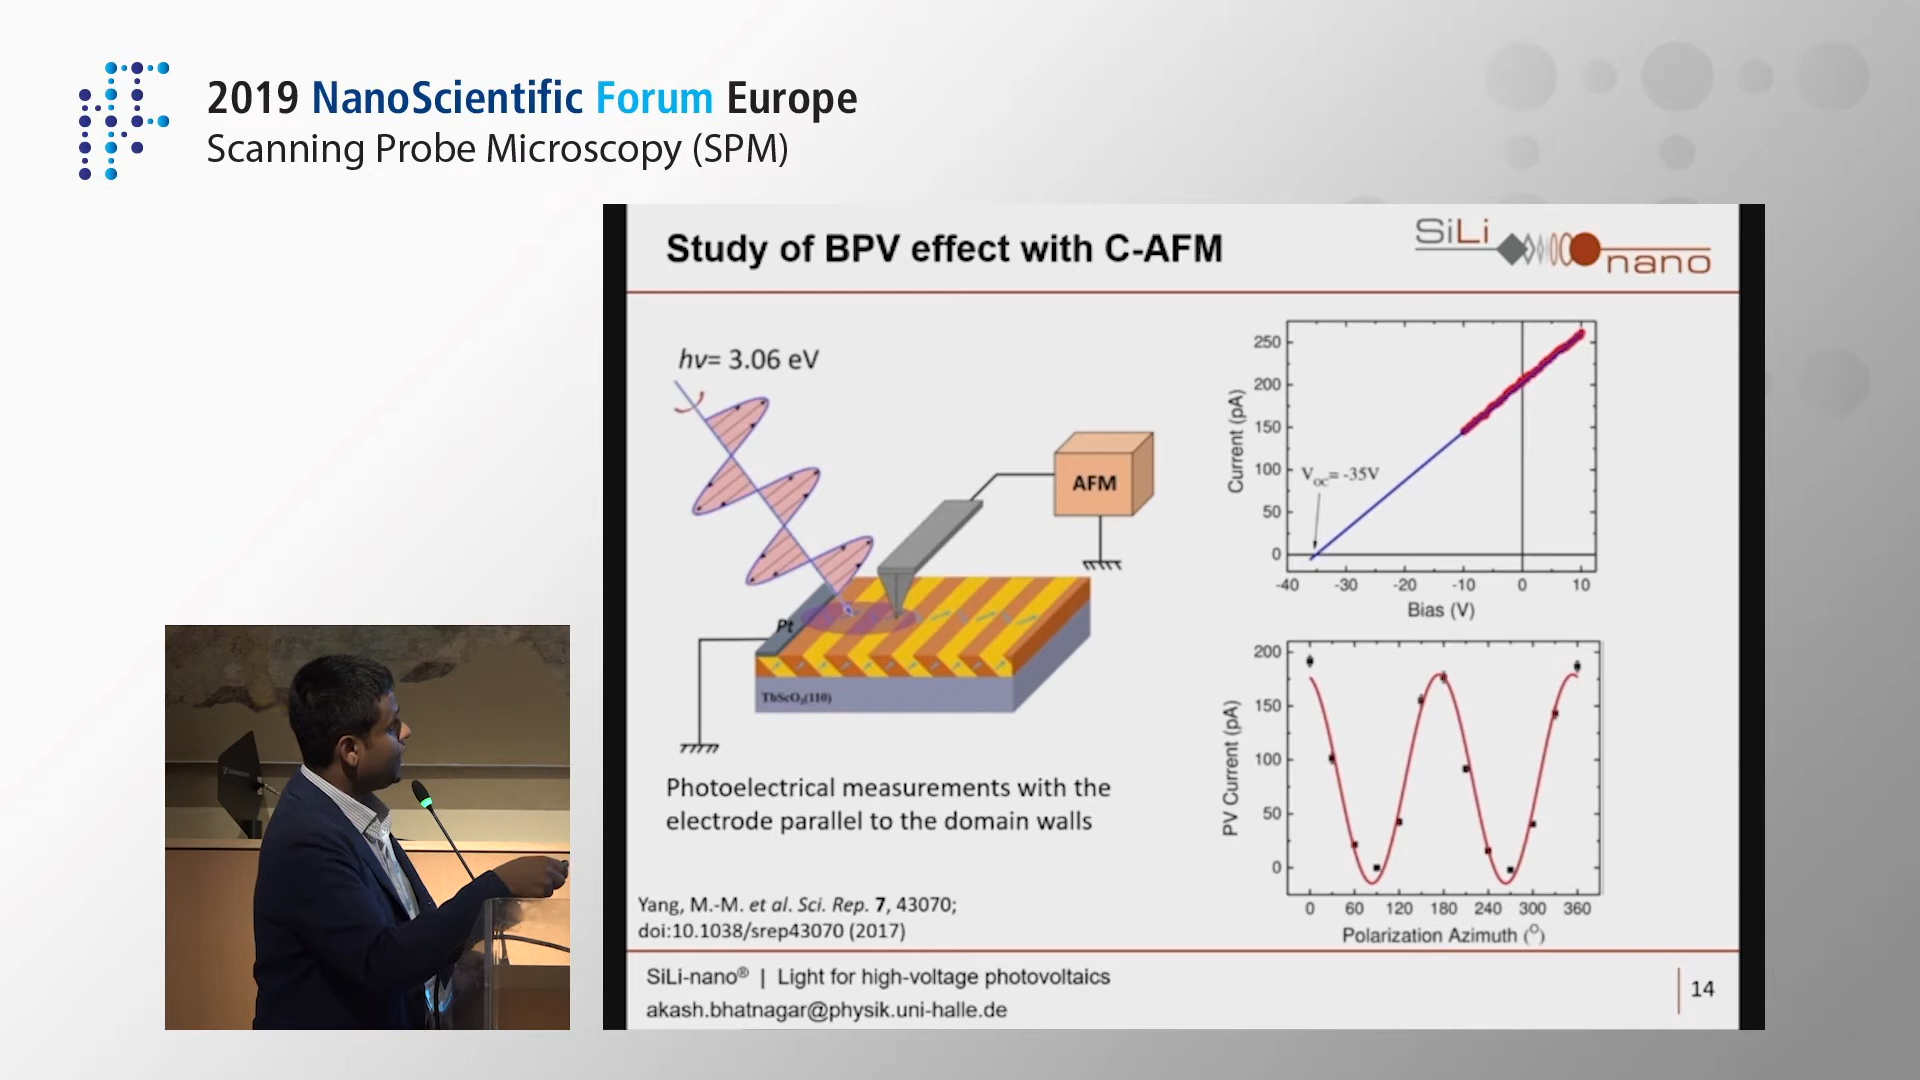 2019 NanoScientific Forum Europe
Scanning Probe Microscopy (SPM)
Study of BPV effect with C-AFM
SiLi
nano
hν= 3.06 eV
AFM
Pt
TbScO₃(110)
Photoelectrical measurements with the
electrode parallel to the domain walls
Yang, M.-M. et al. Sci. Rep. 7, 43070;
doi:10.1038/srep43070 (2017)
Current (pA)
250
200
150
100
50
0
Voc= -35V
-40 -30 -20 -10 0 10
Bias (V)
PV Current (pA)
200
150
100
50
0
0 60 120 180 240 300 360
Polarization Azimuth (°)
SiLi-nano® | Light for high-voltage photovoltaics
akash.bhatnagar@physik.uni-halle.de
14